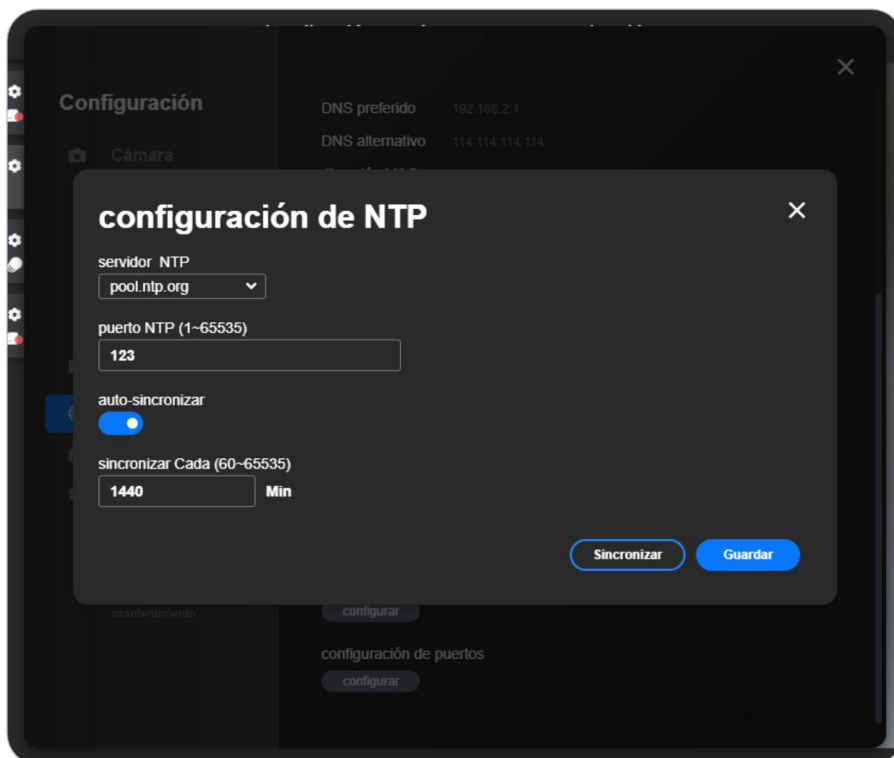 Configuración
DNS preferido 192.168.2.1
DNS alternativo 114.114.114.114
Cámara
configuración de NTP
servidor NTP
pool.ntp.org
puerto NTP (1~65535)
123
auto-sincronizar
sincronizar Cada (60~65535)
1440 Min
Sincronizar Guardar
mantenimiento
configurar
configuración de puertos
configurar